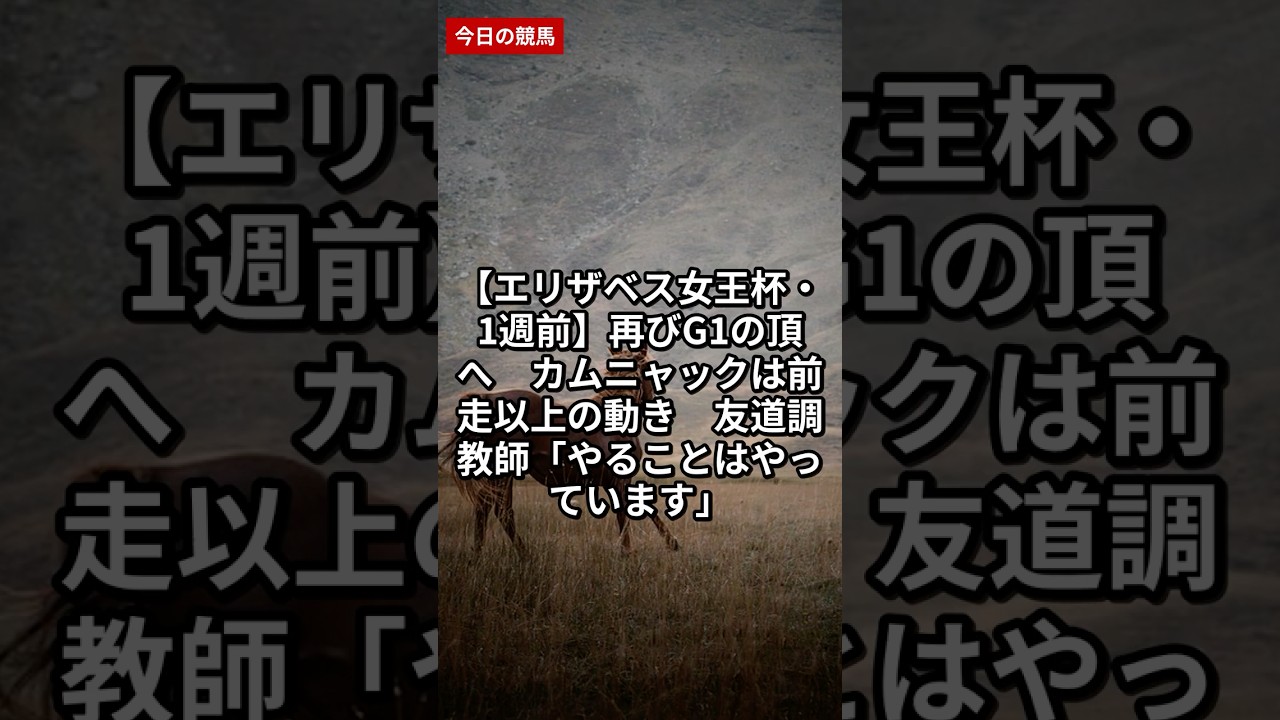 今日の競馬
【エリザベス女王杯・
1週前】再びG1の頂
へ　カムニャックは前
走以上の動き　友道調
教師「やることはやっ
ています」